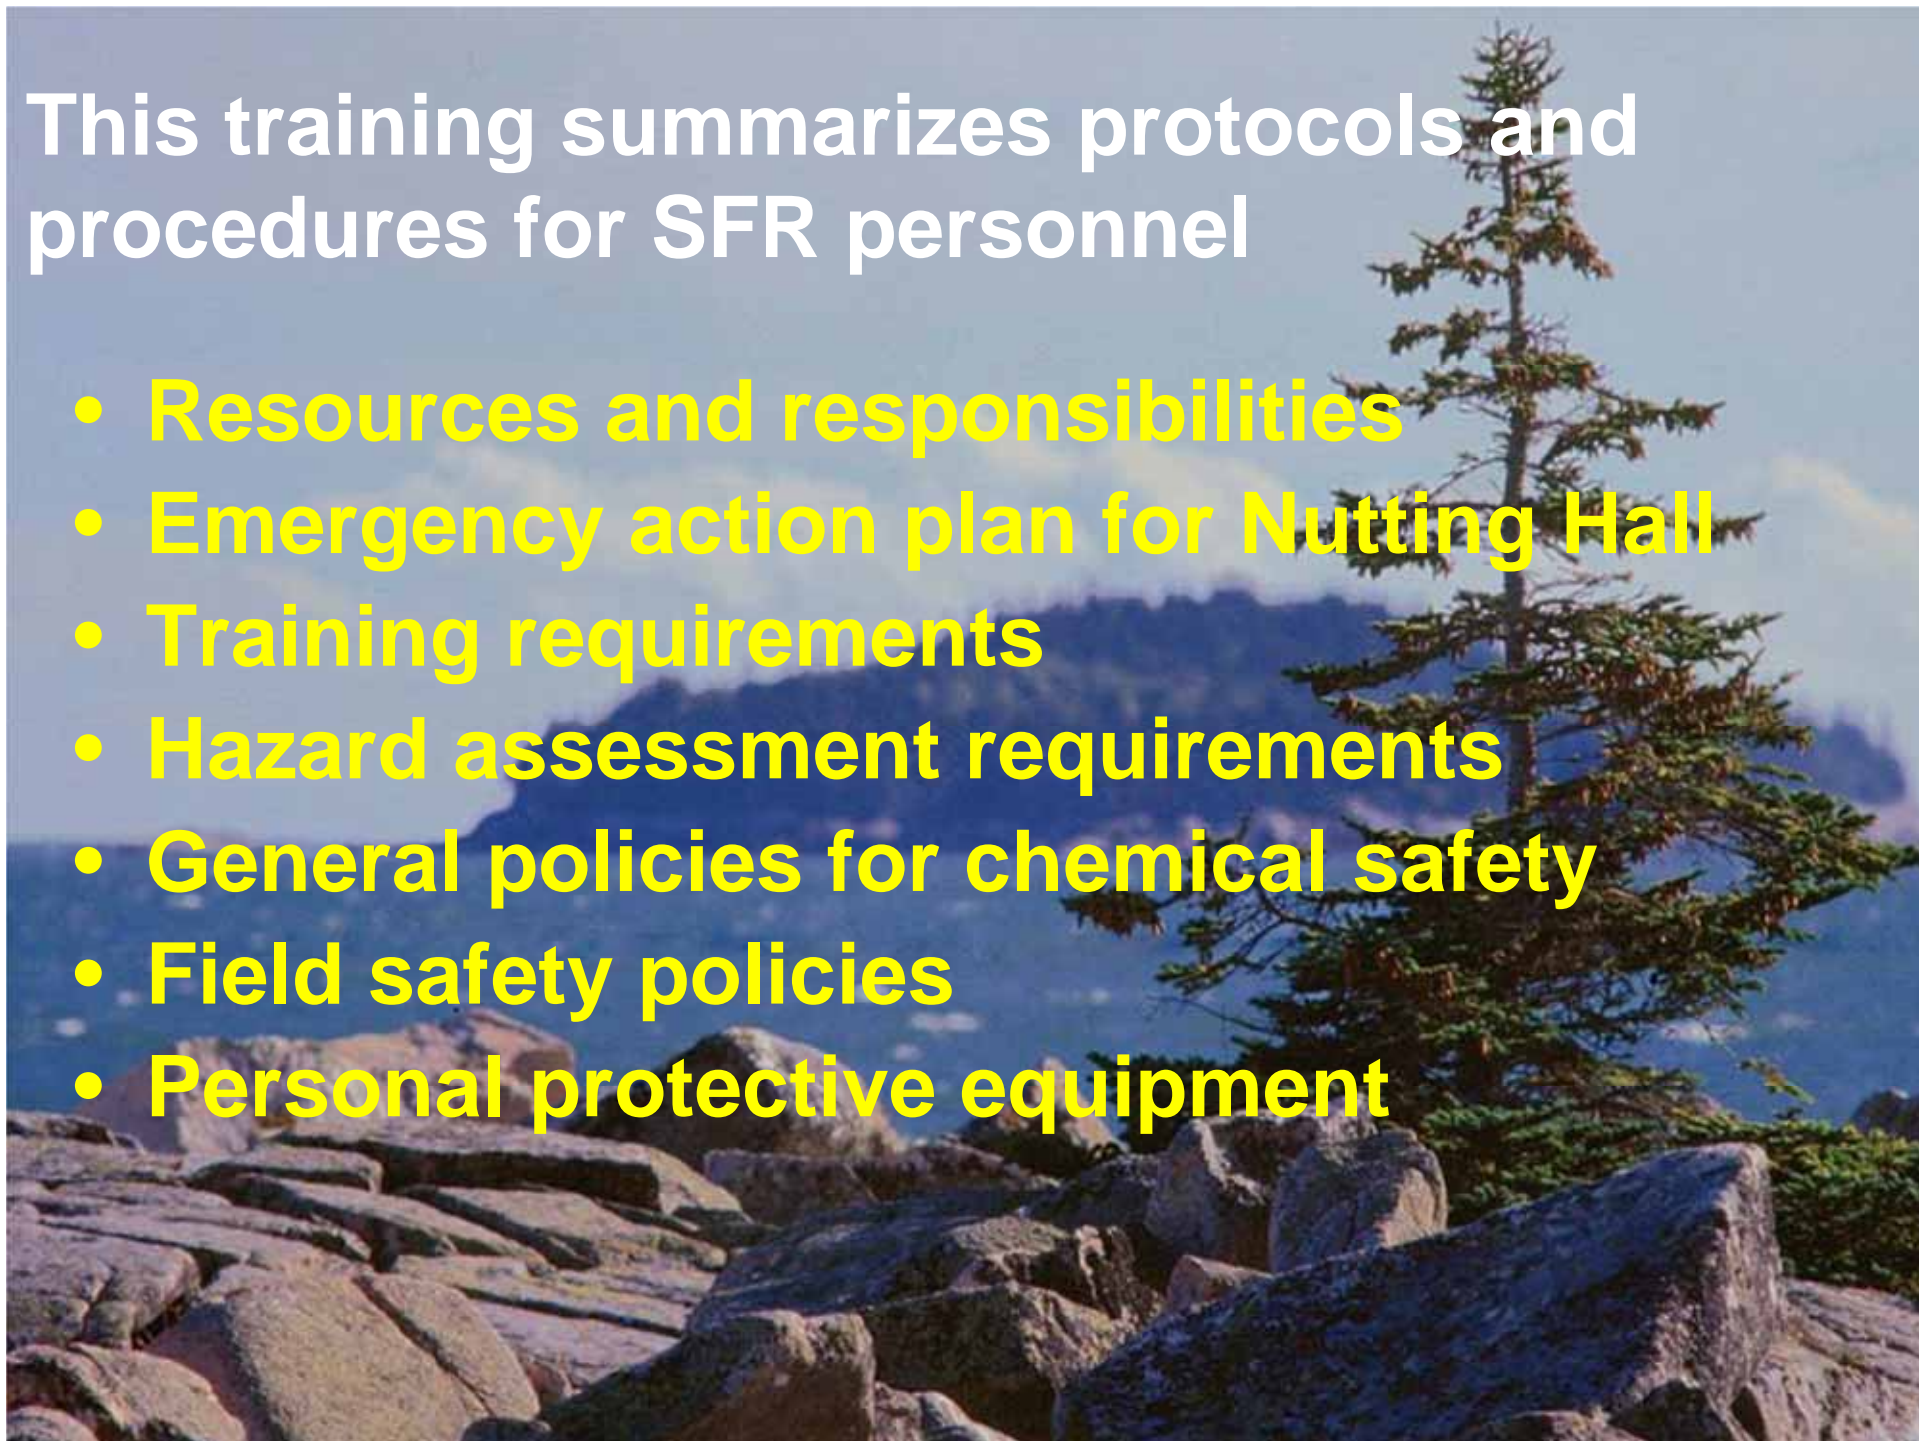 This training summarizes protocols and
procedures for SFR personnel
• Resources and responsibilities
• Emergency action plan for Nutting Hall
• Training requirements
• Hazard assessment requirements
• General policies for chemical safety
• Field safety policies
• Personal protective equipment